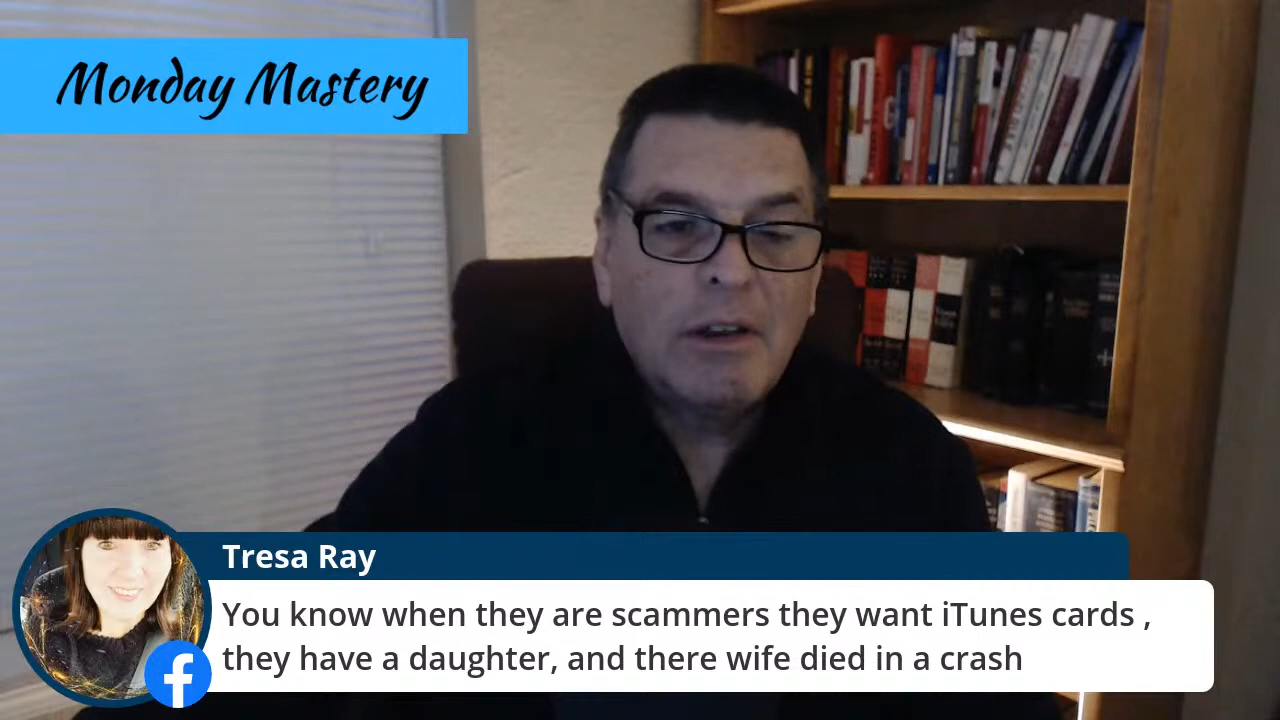 Monday Mastery
Tresa Ray
You know when they are scammers they want iTunes cards ,
they have a daughter, and there wife died in a crash